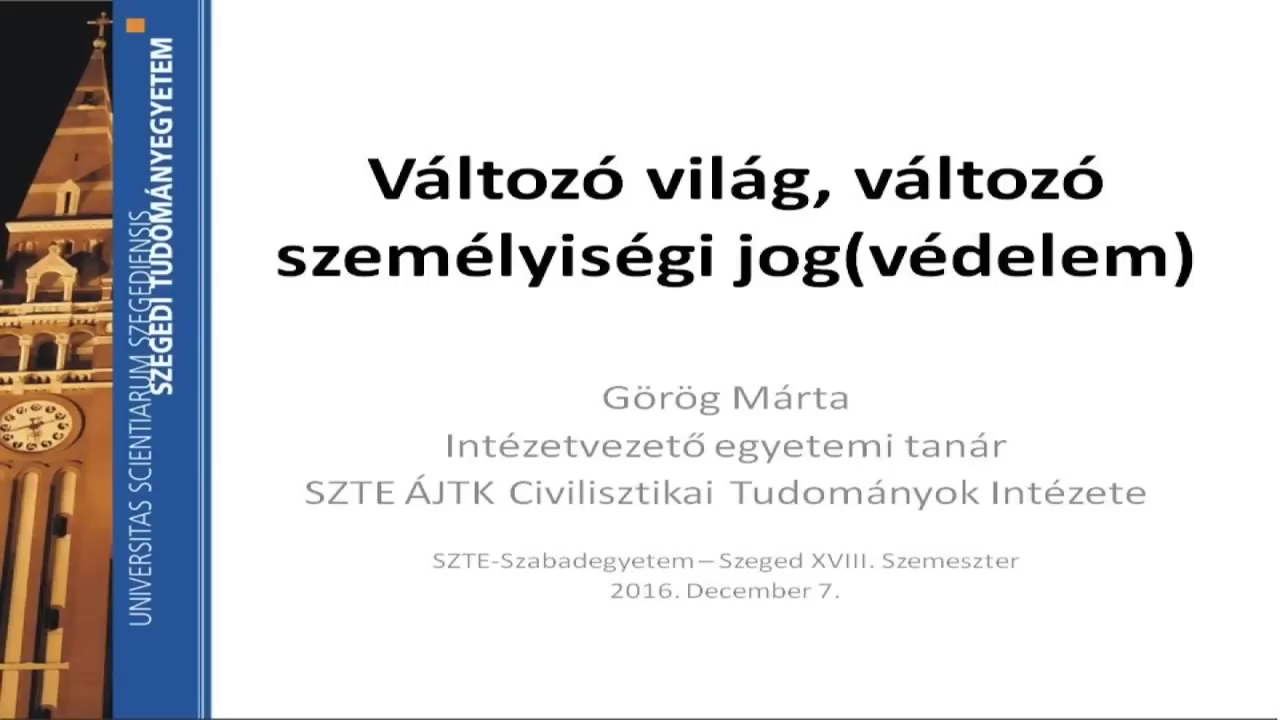 UNIVERSITAS SCIENTIARUM SZEGEDIENSIS
SZEGEDI TUDOMÁNYEGYETEM
Változó világ, változó
személyiségi jog(védelem)
Görög Márta
Intézetvezető egyetemi tanár
SZTE ÁJTK Civilisztikai Tudományok Intézete
SZTE-Szabadegyetem – Szeged XVIII. Szemeszter
2016. December 7.